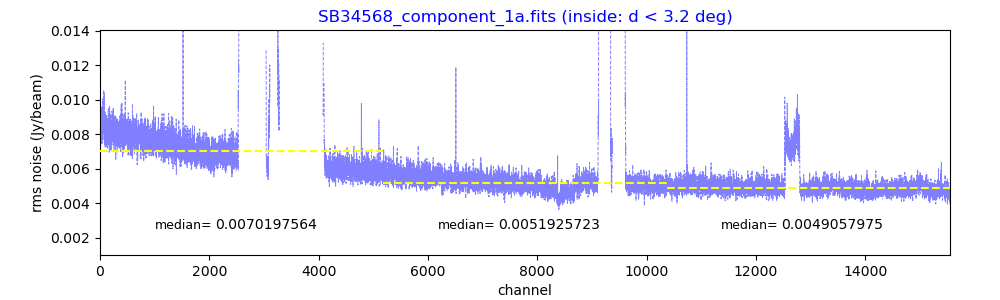 SB34568_component_1a.fits (inside: d < 3.2 deg)
rms noise (Jy/beam)
0.014
0.012
0.010
0.008
0.006
0.004
0.002
median= 0.0070197564
median= 0.0051925723
median= 0.0049057975
0 2000 4000 6000 8000 10000 12000 14000
channel